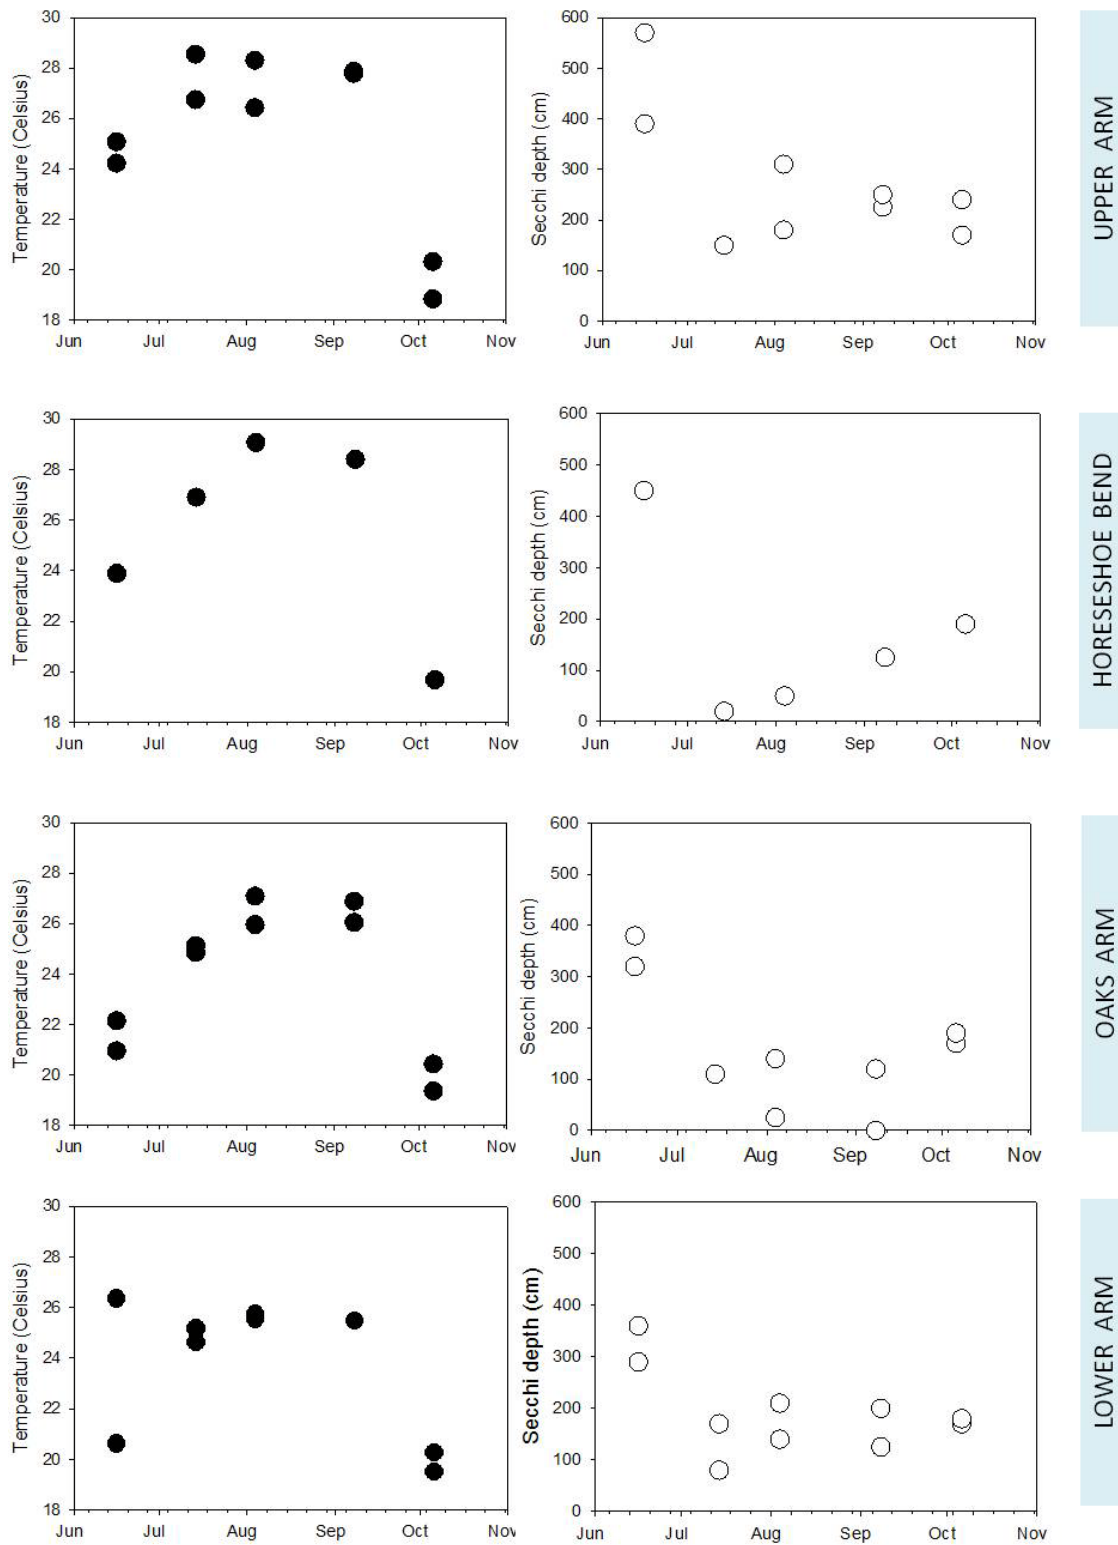 30
28
26
24
22
20
18
Temperature (Celsius)
Jun Jul Aug Sep Oct Nov
600
500
400
300
200
100
0
Secchi depth (cm)
Jun Jul Aug Sep Oct Nov
UPPER ARM
30
28
26
24
22
20
18
Temperature (Celsius)
Jun Jul Aug Sep Oct Nov
600
500
400
300
200
100
0
Secchi depth (cm)
Jun Jul Aug Sep Oct Nov
HORESESHOE BEND
30
28
26
24
22
20
18
Temperature (Celsius)
Jun Jul Aug Sep Oct Nov
600
500
400
300
200
100
0
Secchi depth (cm)
Jun Jul Aug Sep Oct Nov
OAKS ARM
30
28
26
24
22
20
18
Temperature (Celsius)
Jun Jul Aug Sep Oct Nov
600
500
400
300
200
100
0
Secchi depth (cm)
Jun Jul Aug Sep Oct Nov
LOWER ARM